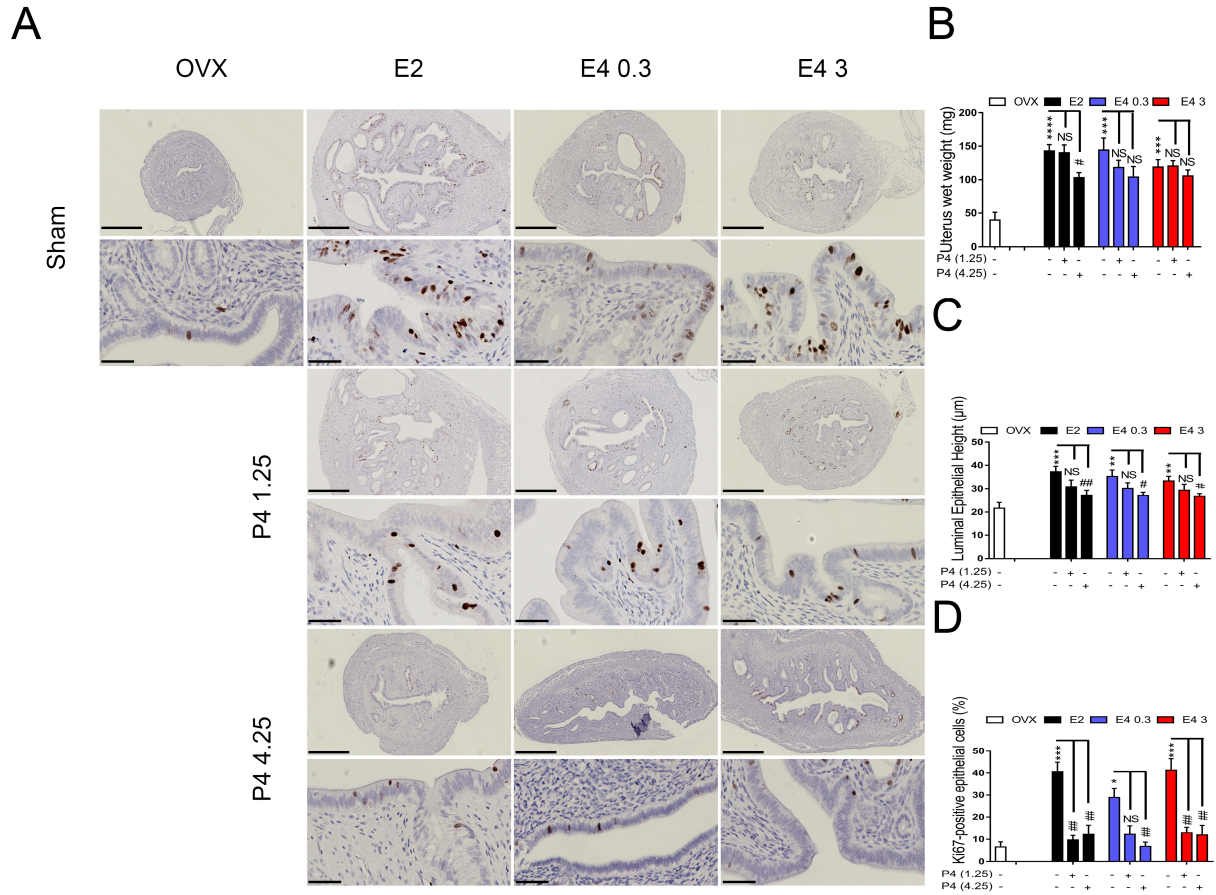 A
OVX E2 E4 0.3 E4 3
Sham
P4 1.25
P4 4.25
B
OVX E2 E4 0.3 E4 3
Uterus wet weight (mg)
200
150
100
50
0
**** NS # *** NS NS *** NS NS
- - + - - + - - + -
P4 (1.25)
P4 (4.25)
- - - + - - + - - +
C
OVX E2 E4 0.3 E4 3
Luminal Epithelial Height (μm)
50
40
30
20
10
0
*** NS ## ** NS # ** NS #
P4 (1.25) - - + - - + - - + -
P4 (4.25) - - - + - - + - - +
D
OVX E2 E4 0.3 E4 3
Ki67-positive epithelial cells (%)
50
40
30
20
10
0
*** ## ## * NS ## *** ## ##
P4 (1.25) - - + - - + - - + -
P4 (4.25) - - - + - - + - - +